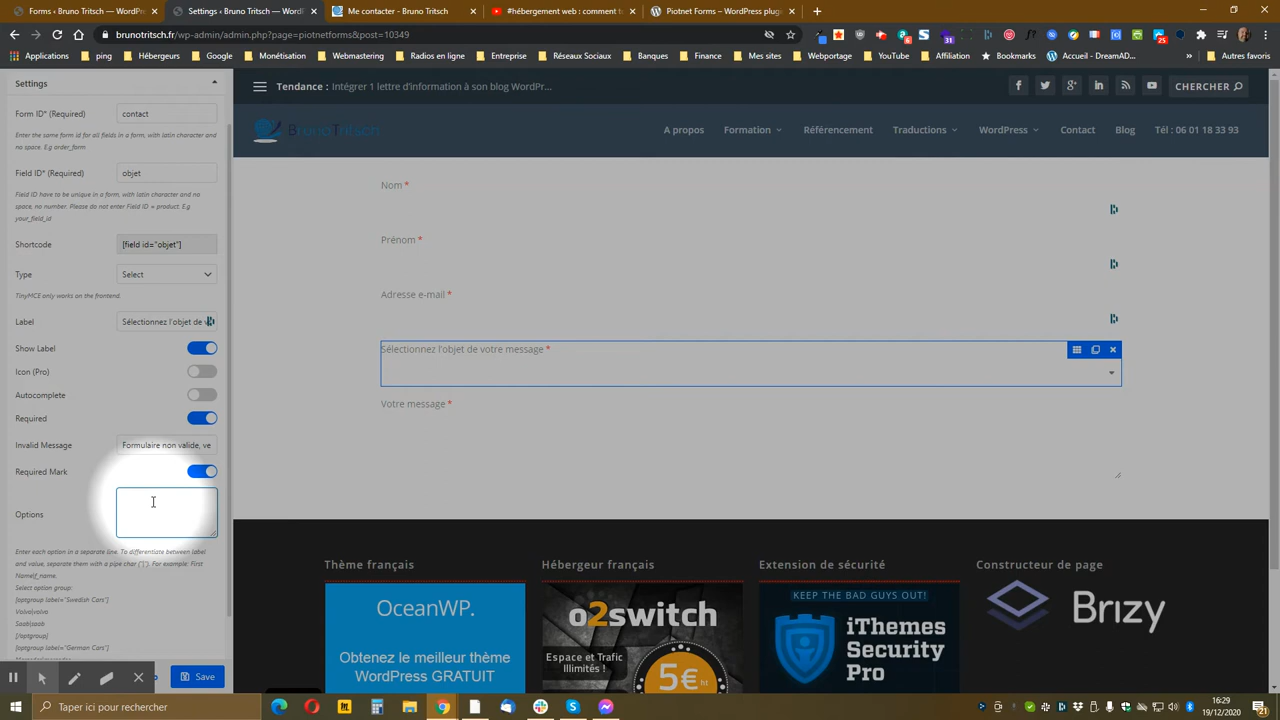 Forms ‹ BrunoTritsch.fr — WordPr
Settings — WordPress
Me contacter – Bruno Tritsch - W
#hébergement web : comment c
Piotnet Forms – WordPress
brunotritsch.fr/wp-admin/admin.php?page=piotnetforms&post=10349
Applications
ping
Hébergeurs
Google
Webmastering
Radios en ligne
Entreprise
Réseaux Sociaux
Banques
Finance
Sites Web
Webportage
YouTube
Affiliation
Bookmarks
Accueil – DreamAD...
Autres favoris
Settings
Tendance : Intégrer 1 lettre d'information à son blog WordPr...
CHERCHER
Form ID* (Required)
contact
Enter the same form id for all fields in a form, with latin character and
no space. E.g order_form
BrunoTritsch
A propos
Formation
Référencement
Traductions
WordPress
Contact
Blog
Tél : 06 01 18 33 93
Field ID* (Required)
objet
Field ID have to be unique in a form, with latin character and no
space, no number. Please do not enter Field ID = product. E.g
your_field_id
Shortcode
[field id="objet"]
Type
Select
TinyMCE only works on the frontend.
Label
Sélectionnez l'objet de v
Show Label
Icon (Pro)
Autocomplete
Required
Invalid Message
Formulaire non valide, ve
Required Mark
Options
Enter each option in a separate line. To differentiate between label
and value, separate them with a pipe char ("|"). For example: First
Name|f_name.
Select option group:
[optgroup label="Swedish Cars"]
Volvo|volvo
Saab|saab
[/optgroup]
[optgroup label="German Cars"]
Save
Nom *
Prénom *
Adresse e-mail *
Sélectionnez l'objet de votre message *
Votre message *
Thème français
Hébergeur français
Extension de sécurité
Constructeur de page
OceanWP.
Obtenez le meilleur thème
WordPress GRATUIT
o2switch
Espace et Trafic
Illimités !
5€ ht
KEEP THE BAD GUYS OUT!
iThemes
Security
Pro
Brizy
Taper ici pour rechercher
16:29
19/12/2020